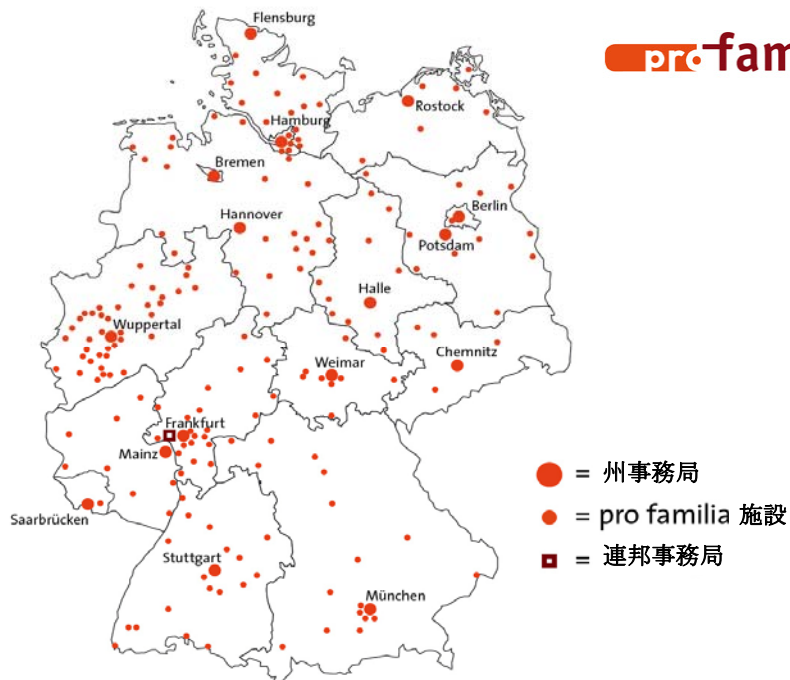 Flensburg
pro fam
Rostock
Hamburg
Bremen
Berlin
Hannover
Potsdam
Halle
Wuppertal
Weimar
Chemnitz
Frankfurt
Mainz
= 州事務局
Saarbrücken
= pro familia 施設
Stuttgart
= 連邦事務局
München